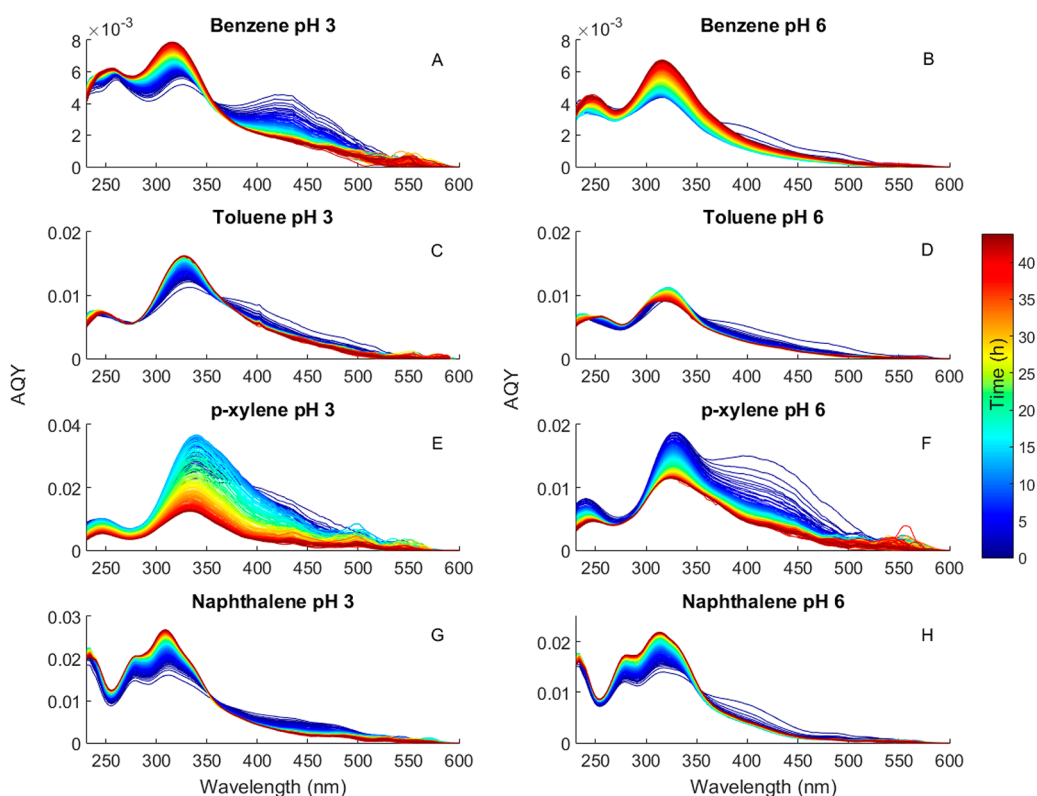 Benzene pH 3
×10⁻³
A
8
6
4
2
0
250 300 350 400 450 500 550 600
Benzene pH 6
×10⁻³
B
8
6
4
2
0
250 300 350 400 450 500 550 600
Toluene pH 3
C
0.02
0.01
0
250 300 350 400 450 500 550 600
Toluene pH 6
D
0.02
0.01
0
250 300 350 400 450 500 550 600
AQY
AQY
p-xylene pH 3
E
0.04
0.02
0
250 300 350 400 450 500 550 600
p-xylene pH 6
F
0.02
0.01
0
250 300 350 400 450 500 550 600
Naphthalene pH 3
G
0.03
0.02
0.01
0
250 300 350 400 450 500 550 600
Wavelength (nm)
Naphthalene pH 6
H
0.02
0.01
0
250 300 350 400 450 500 550 600
Wavelength (nm)
Time (h)
40
35
30
25
20
15
10
5
0